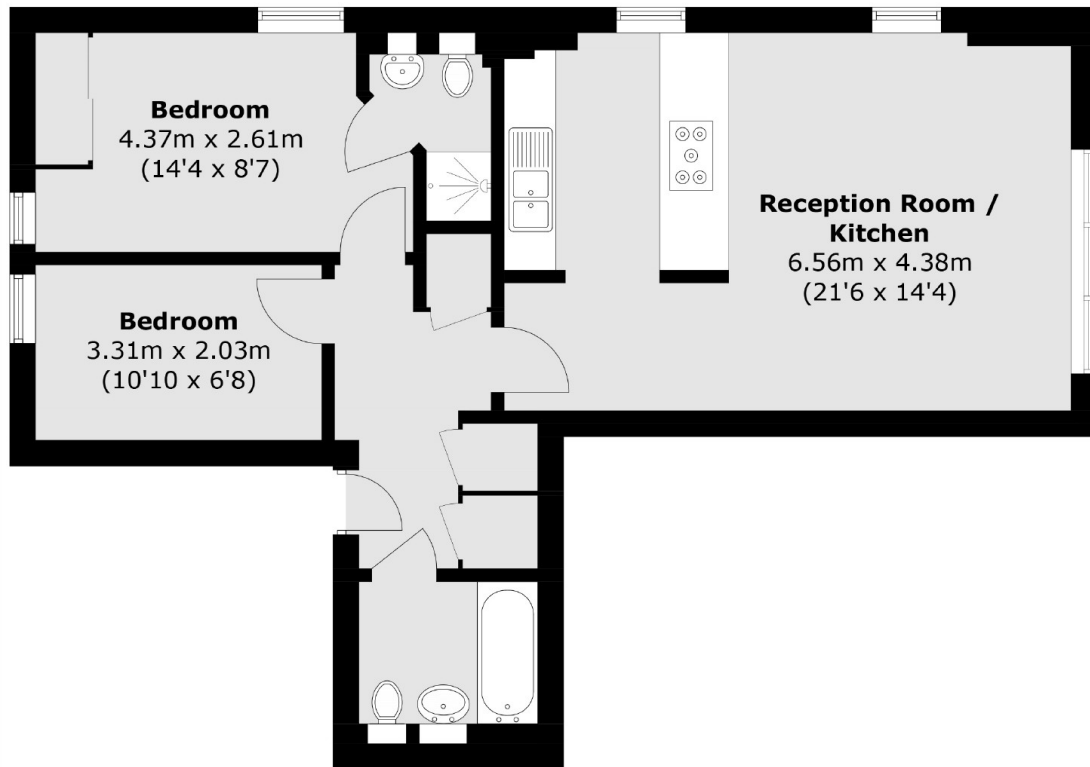 Bedroom
4.37m x 2.61m
(14'4 x 8'7)
Bedroom
3.31m x 2.03m
(10'10 x 6'8)
Reception Room /
Kitchen
6.56m x 4.38m
(21'6 x 14'4)